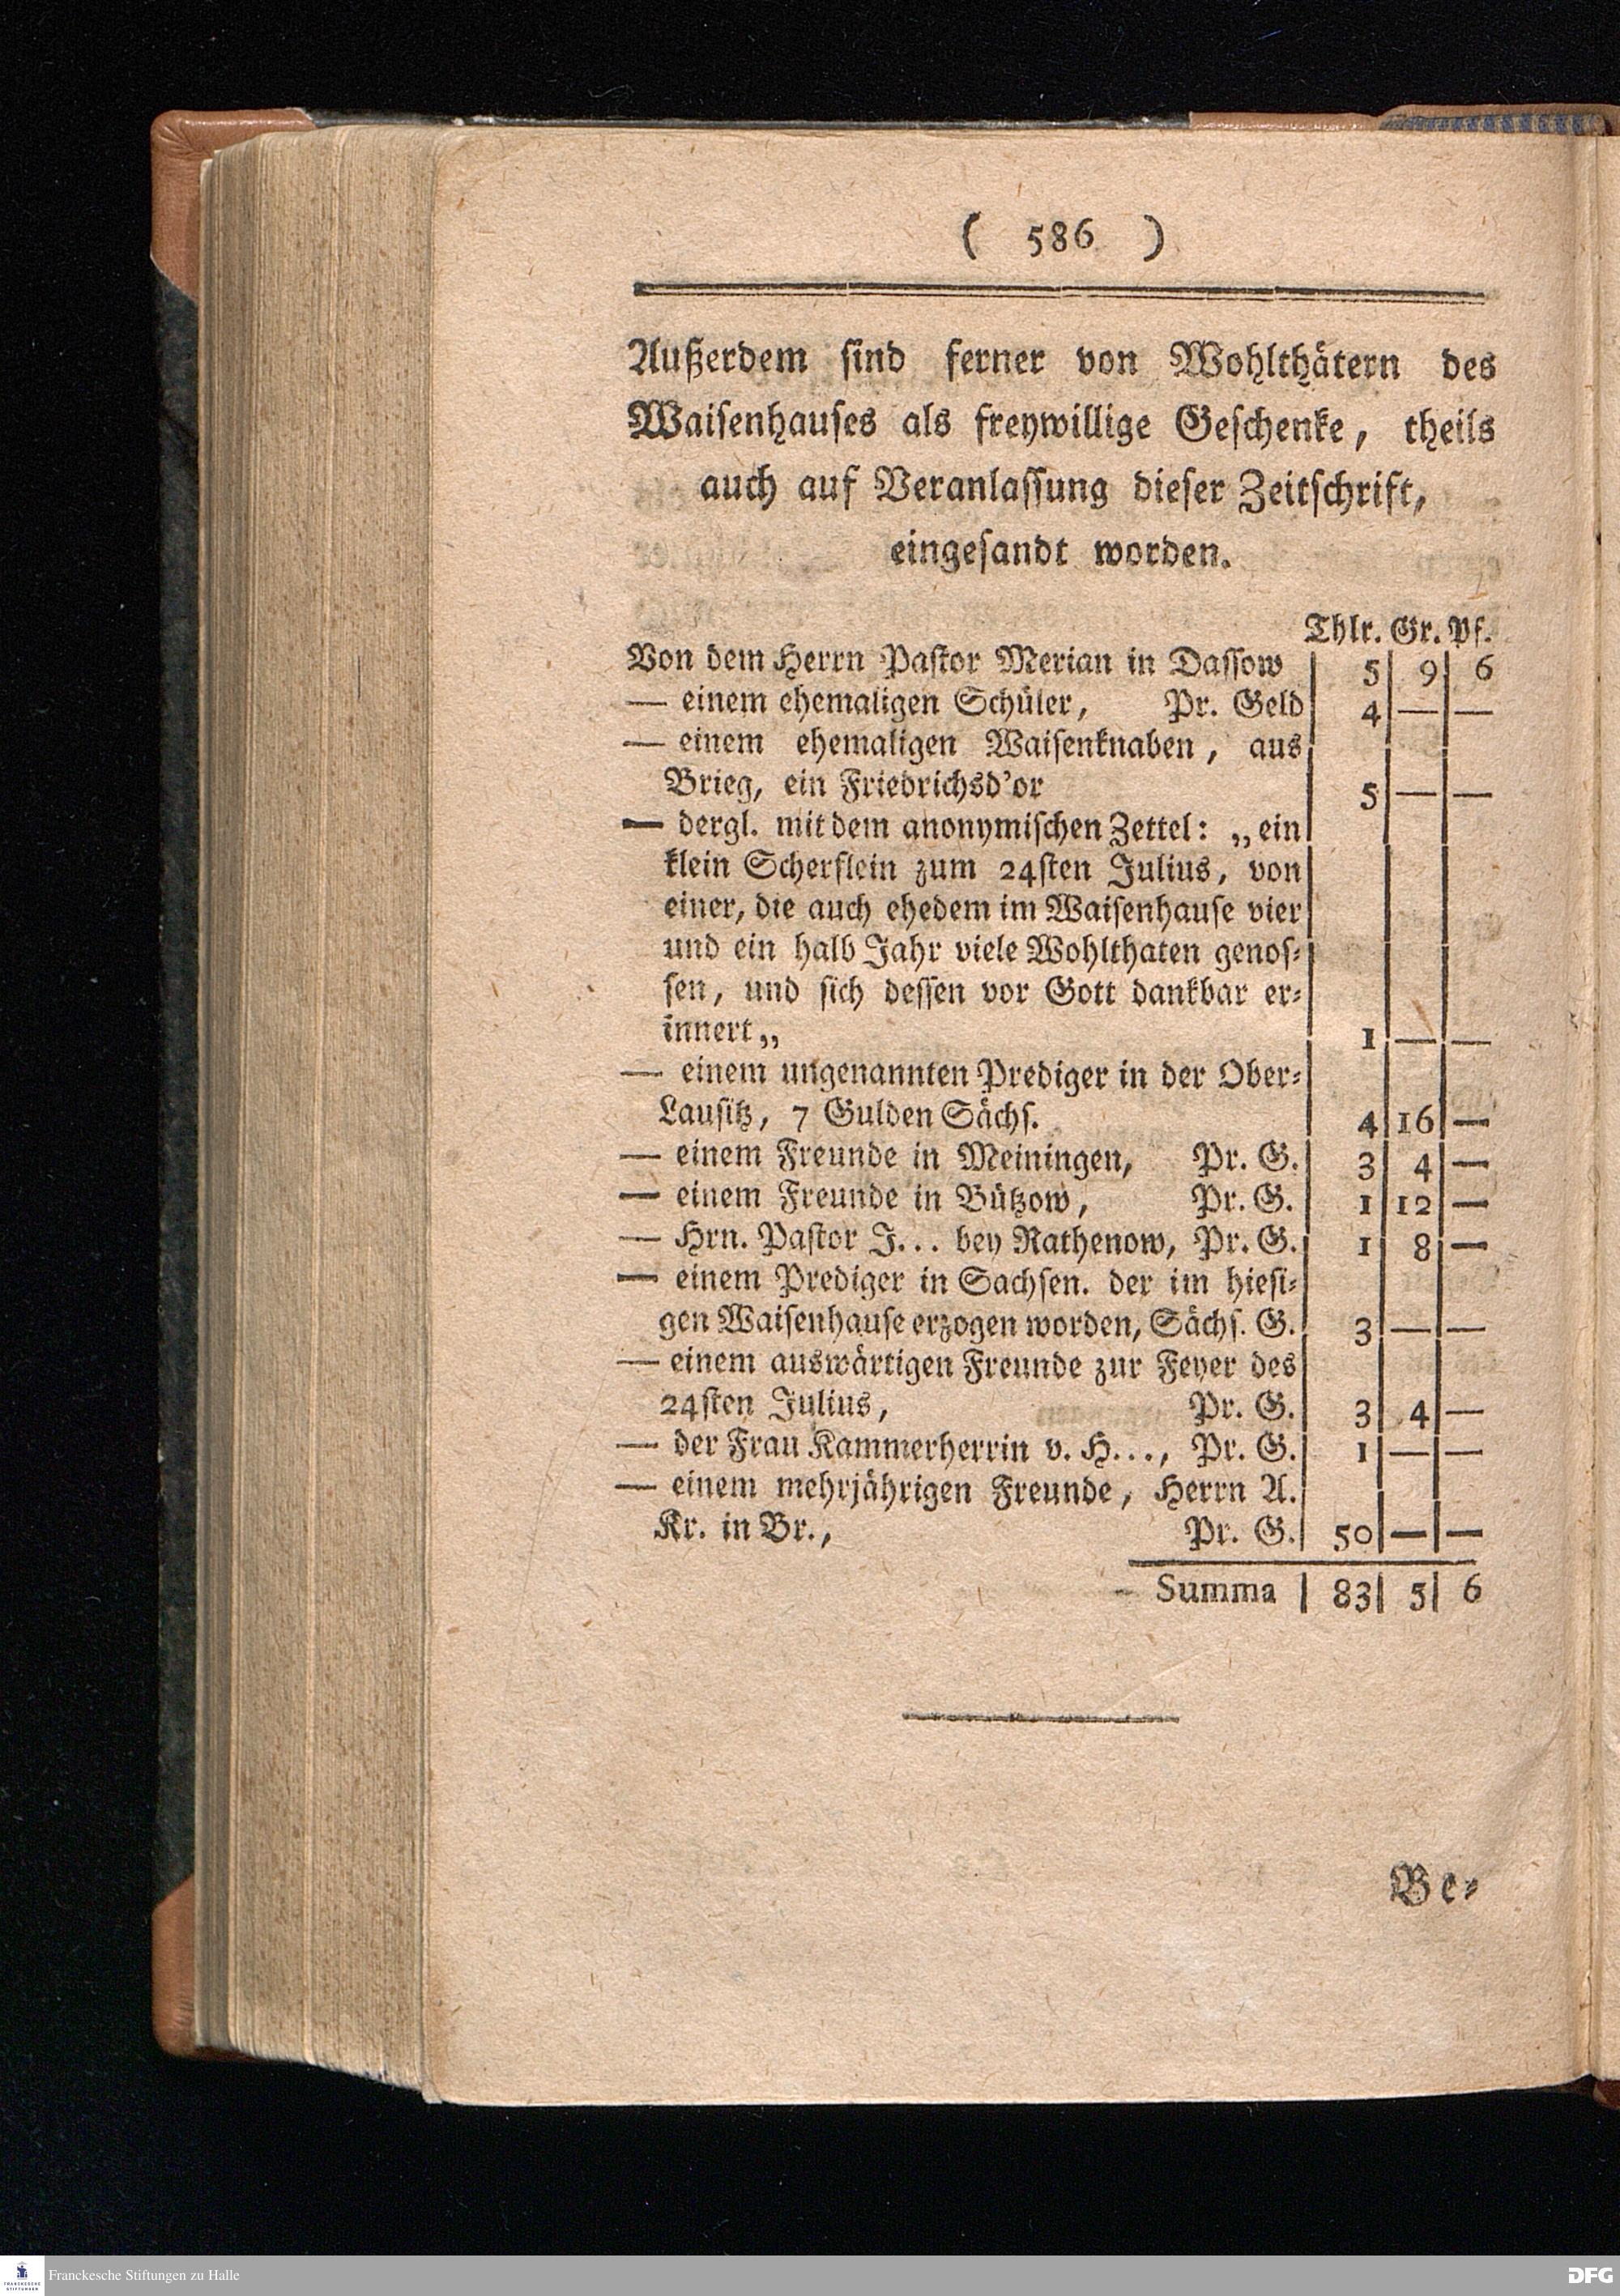 ( 586 )
Außerdem sind ferner von Wohlthätern des
Waisenhauses als freywillige Geschenke, theils
auch auf Veranlassung dieser Zeitschrift,
eingesandt worden.
Thlr. Gr. Pf.
Von dem Herrn Pastor Merian in Dassow | 5 | 9 | 6
— einem ehemaligen Schüler, Pr. Geld | 4 | — | —
— einem ehemaligen Waisenknaben, aus
Brieg, ein Friedrichsd'or | 5 | — | —
— dergl. mit dem anonymischen Zettel: „ein
klein Scherflein zum 24sten Julius, von
einer, die auch ehedem im Waisenhause vier
und ein halb Jahr viele Wohlthaten genos-
sen, und sich dessen vor Gott dankbar er-
innert„ | 1 | — | —
— einem ungenannten Prediger in der Ober-
Lausitz, 7 Gulden Sächs. | 4 | 16 | —
— einem Freunde in Meiningen, Pr. G. | 3 | 4 | —
— einem Freunde in Bützow, Pr. G. | 1 | 12 | —
— Hrn. Pastor J... bey Rathenow, Pr. G. | 1 | 8 | —
— einem Prediger in Sachsen. der im hiesi-
gen Waisenhause erzogen worden, Sächs. G. | 3 | — | —
— einem auswärtigen Freunde zur Feyer des
24sten Julius, Pr. G. | 3 | 4 | —
— der Frau Kammerherrin v. H..., Pr. G. | 1 | — | —
— einem mehrjährigen Freunde, Herrn A.
Kr. in Br., Pr. G. | 50 | — | —
Summa | 83 | 5 | 6
Be-
FRANCKESCHE STIFTUNGEN
Franckesche Stiftungen zu Halle
DFG